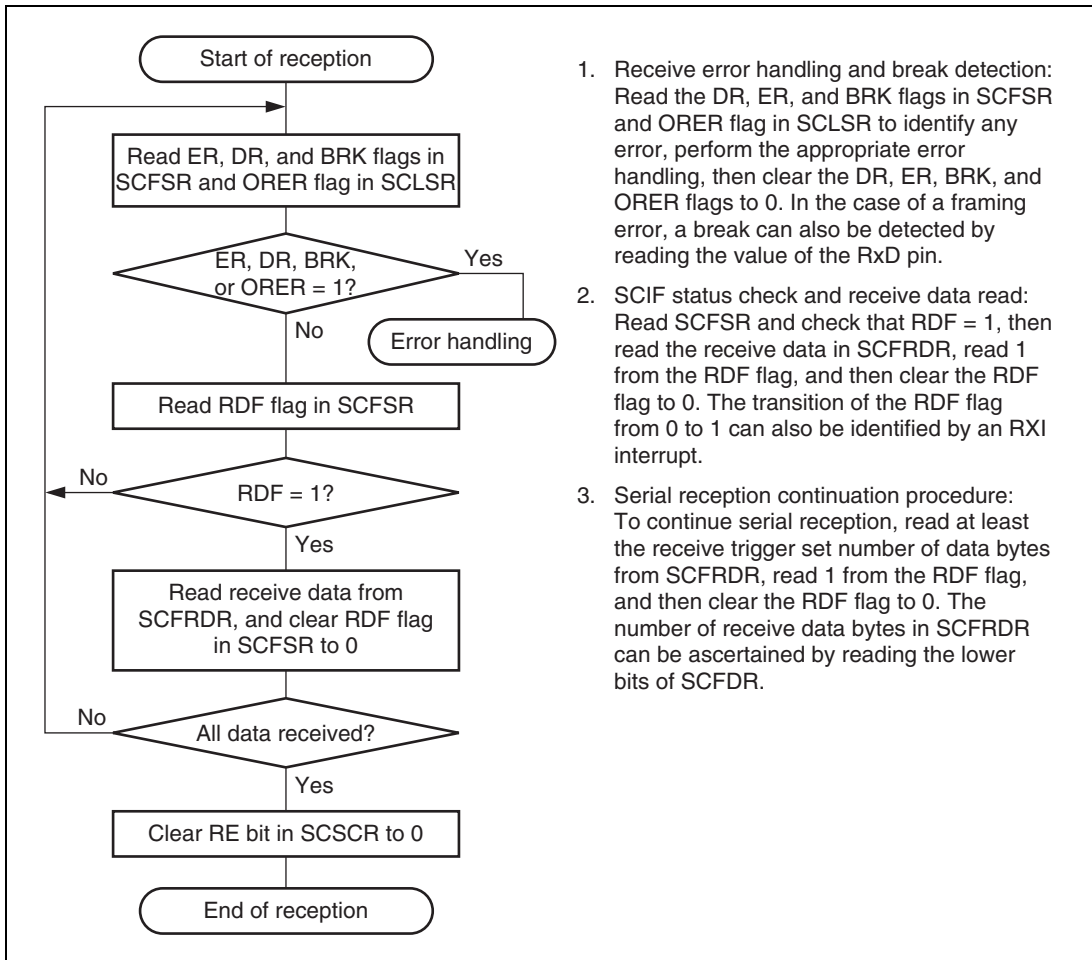 Start of reception
Read ER, DR, and BRK flags in
SCFSR and ORER flag in SCLSR
ER, DR, BRK,
or ORER = 1?
Yes
No
Error handling
Read RDF flag in SCFSR
No
RDF = 1?
Yes
Read receive data from
SCFRDR, and clear RDF flag
in SCFSR to 0
No
All data received?
Yes
Clear RE bit in SCSCR to 0
End of reception
1. Receive error handling and break detection:
Read the DR, ER, and BRK flags in SCFSR
and ORER flag in SCLSR to identify any
error, perform the appropriate error
handling, then clear the DR, ER, BRK, and
ORER flags to 0. In the case of a framing
error, a break can also be detected by
reading the value of the RxD pin.
2. SCIF status check and receive data read:
Read SCFSR and check that RDF = 1, then
read the receive data in SCFRDR, read 1
from the RDF flag, and then clear the RDF
flag to 0. The transition of the RDF flag
from 0 to 1 can also be identified by an RXI
interrupt.
3. Serial reception continuation procedure:
To continue serial reception, read at least
the receive trigger set number of data bytes
from SCFRDR, read 1 from the RDF flag,
and then clear the RDF flag to 0. The
number of receive data bytes in SCFRDR
can be ascertained by reading the lower
bits of SCFDR.